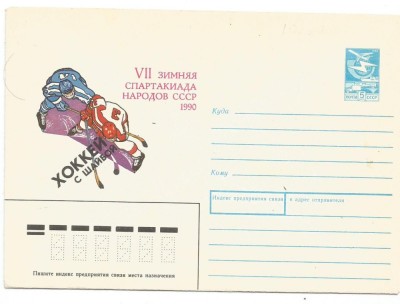 VII ЗИМНЯЯ
СПАРТАКИАДА
НАРОДОВ СССР
1990
ХОККЕЙ
С ШАЙБОЙ
Куда
Кому
Индекс предприятия связи и адрес отправителя
Пишите индекс предприятия связи места назначения